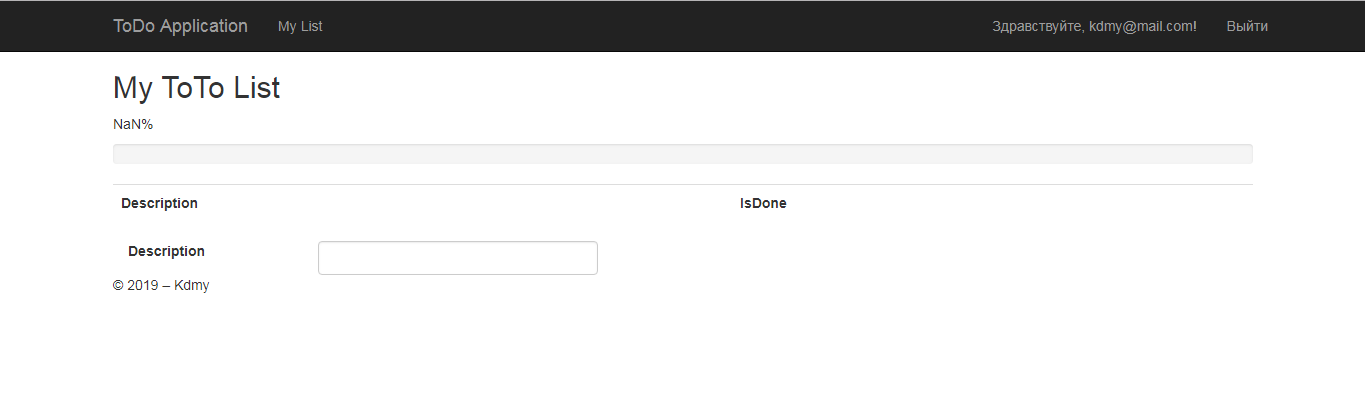 ToDo Application My List Здравствуйте, kdmy@mail.com! Выйти
My ToTo List
NaN%
Description IsDone
Description
© 2019 – Kdmy